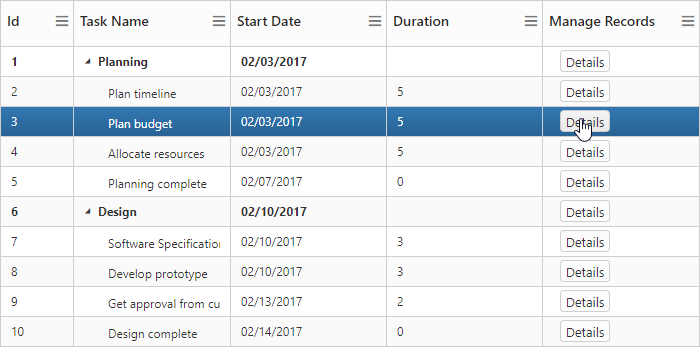 Id Task Name Start Date Duration Manage Records
1 Planning 02/03/2017 Details
2 Plan timeline 02/03/2017 5 Details
3 Plan budget 02/03/2017 5 Details
4 Allocate resources 02/03/2017 5 Details
5 Planning complete 02/07/2017 0 Details
6 Design 02/10/2017 Details
7 Software Specification 02/10/2017 3 Details
8 Develop prototype 02/10/2017 3 Details
9 Get approval from cu 02/13/2017 2 Details
10 Design complete 02/14/2017 0 Details